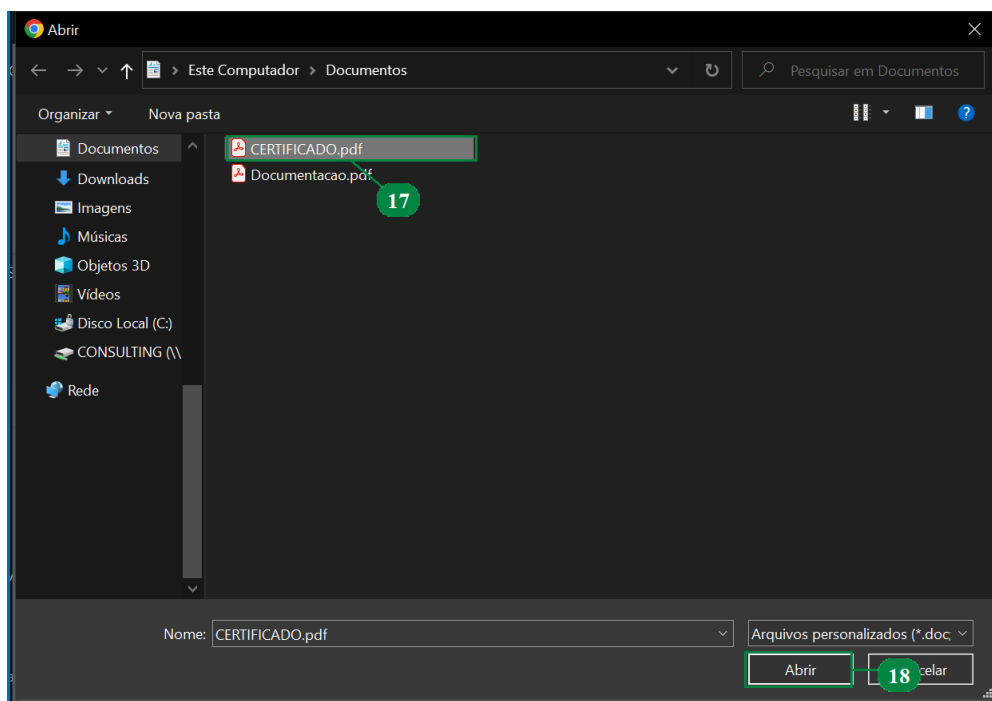 Abrir
Este Computador > Documentos
Pesquisar em Documentos
Organizar
Nova pasta
Documentos
Downloads
Imagens
Músicas
Objetos 3D
Vídeos
Disco Local (C:)
CONSULTING (\\
Rede
CERTIFICADO.pdf
Documentacao.pdf
17
Nome: CERTIFICADO.pdf
Arquivos personalizados (*.doc;
Abrir
18
celar